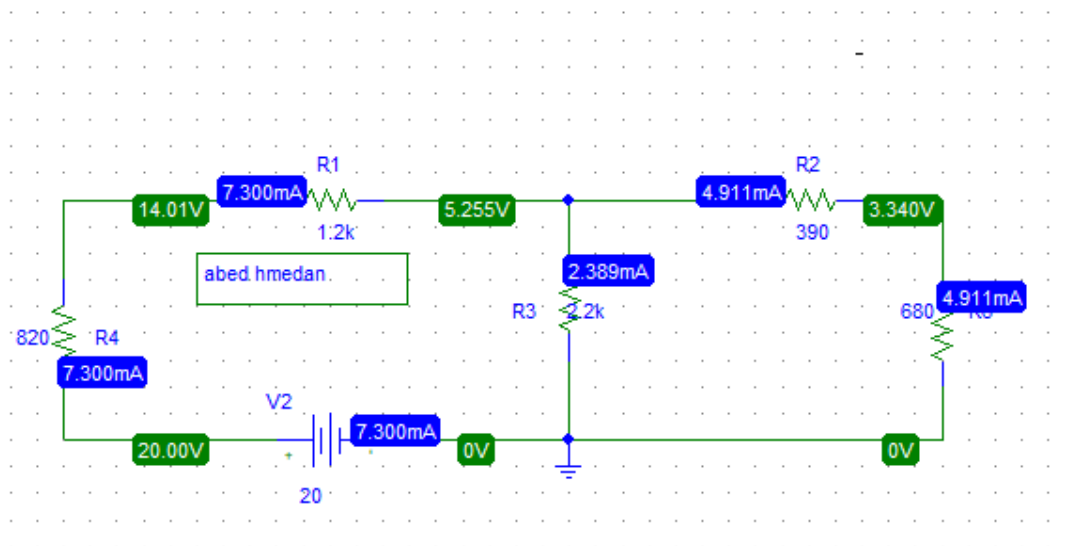 R1
R2
7.300mA
4.911mA
14.01V
5.255V
3.340V
1.2k
390
abed.hmedan
2.389mA
4.911mA
R3
2.2k
680
820
R4
7.300mA
V2
7.300mA
20.00V
0V
0V
20